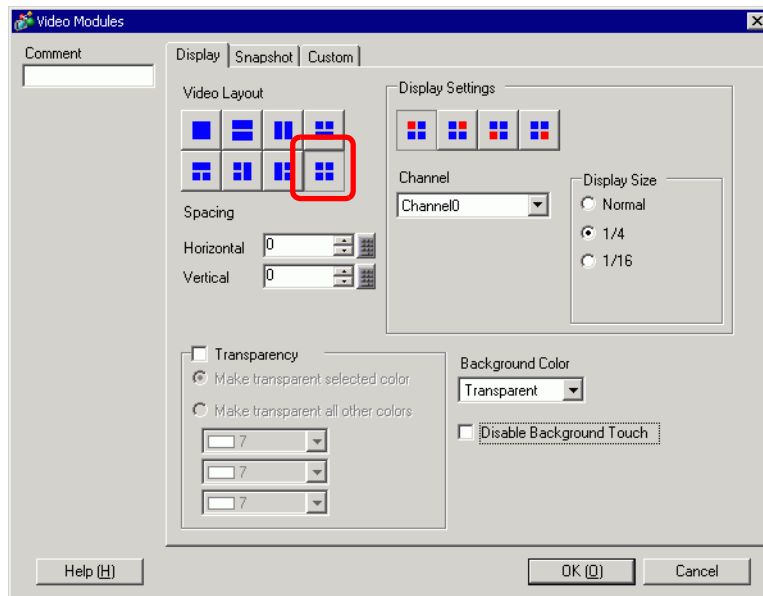 Video Modules
Comment
Display Snapshot Custom
Video Layout
Display Settings
Channel
Channel0
Display Size
Normal
1/4
1/16
Spacing
Horizontal 0
Vertical 0
Transparency
Make transparent selected color
Make transparent all other colors
7
7
7
Background Color
Transparent
Disable Background Touch
Help (H)
OK (O)
Cancel